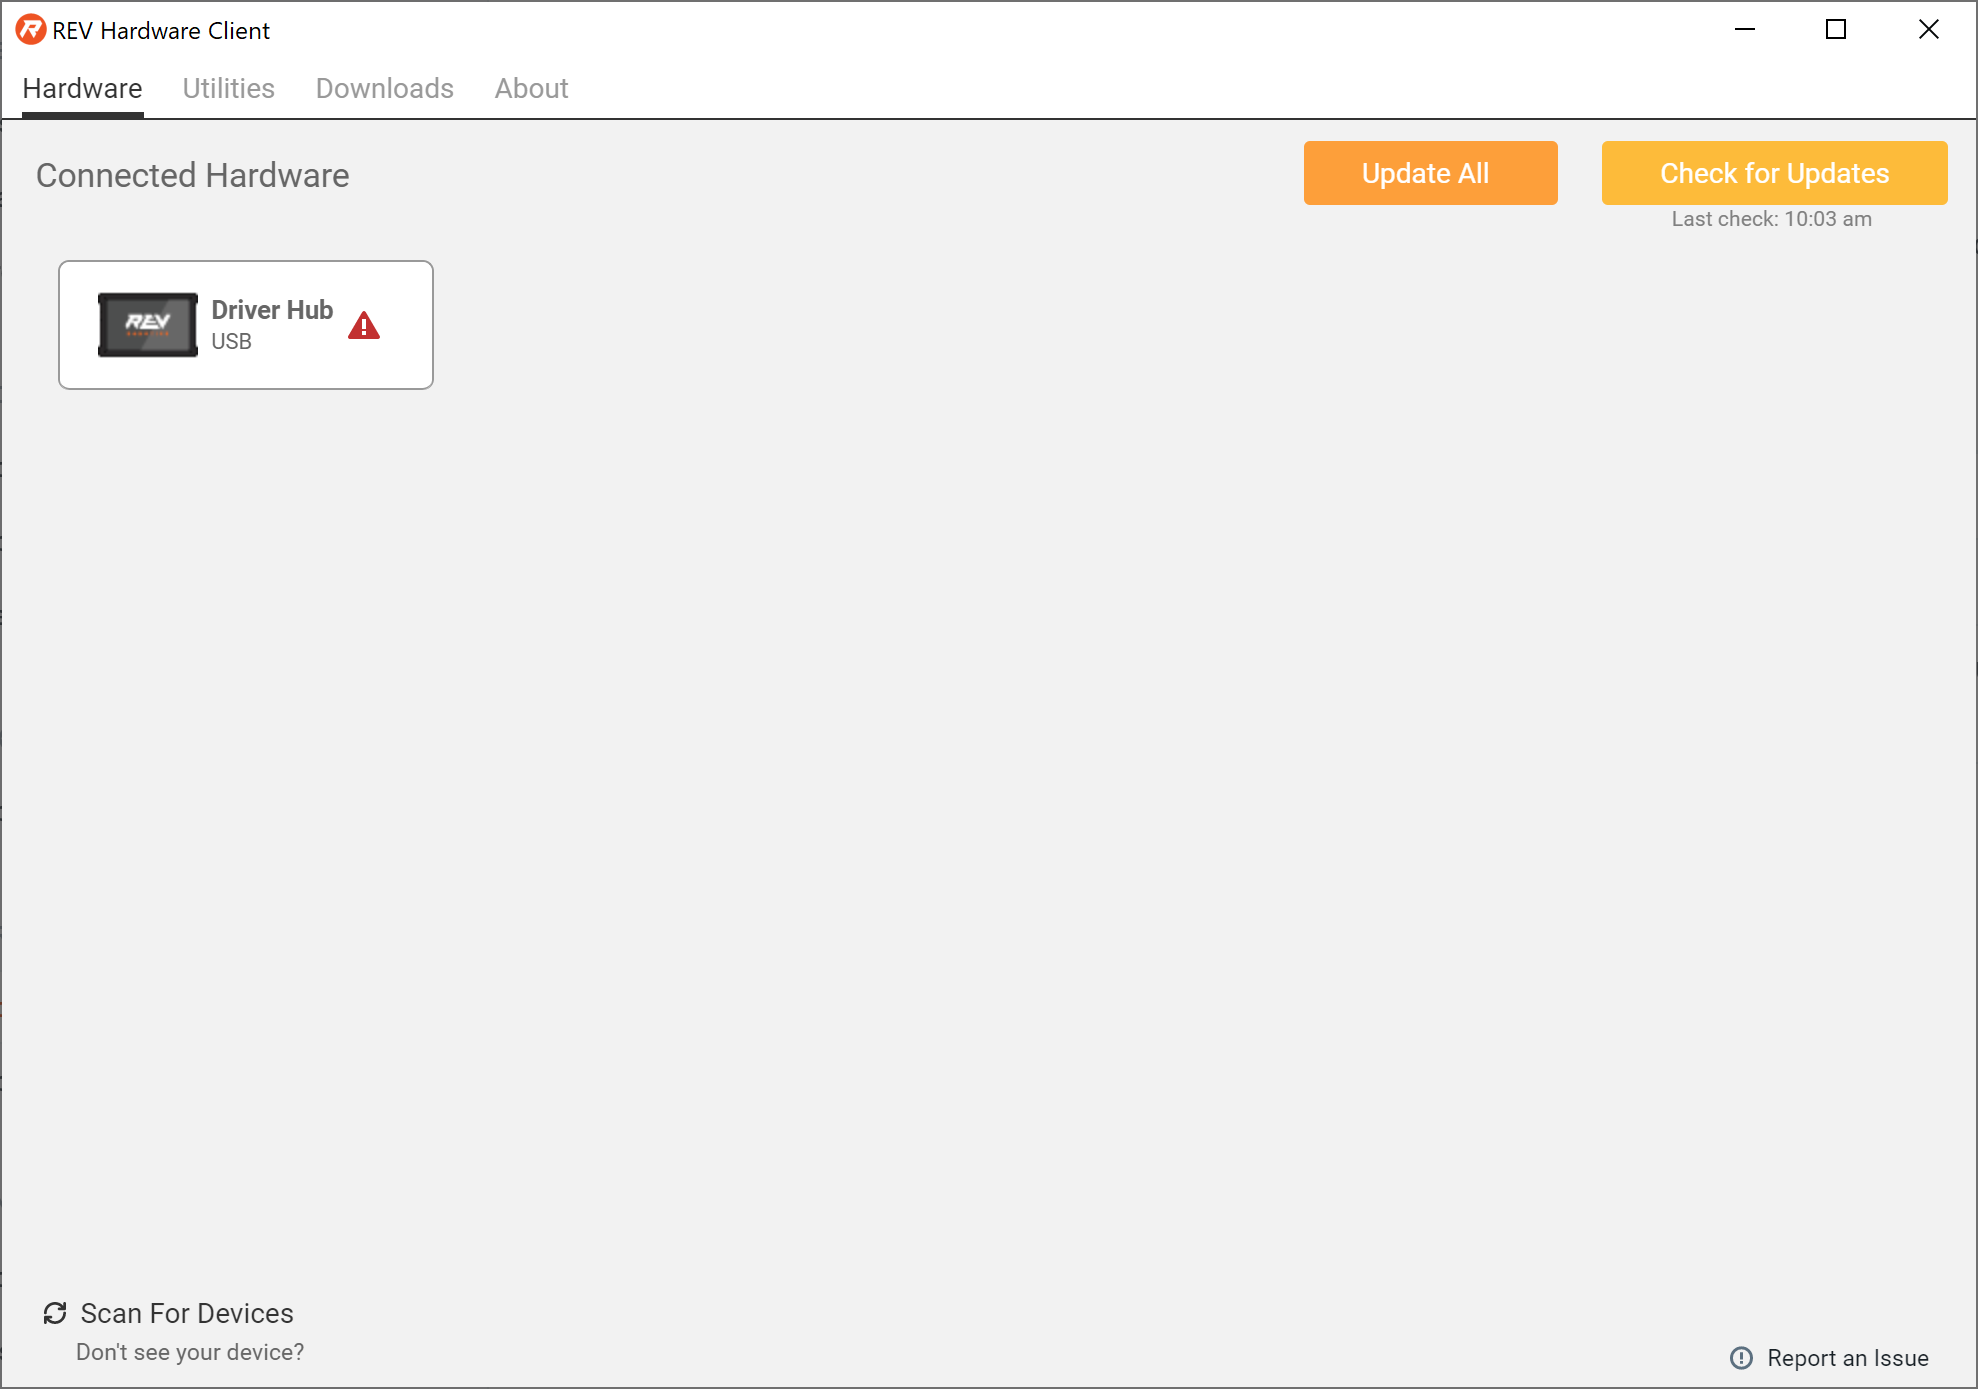 REV Hardware Client
Hardware Utilities Downloads About
Connected Hardware
Update All
Check for Updates
Last check: 10:03 am
REV
Driver Hub
USB
Scan For Devices
Don't see your device?
Report an Issue